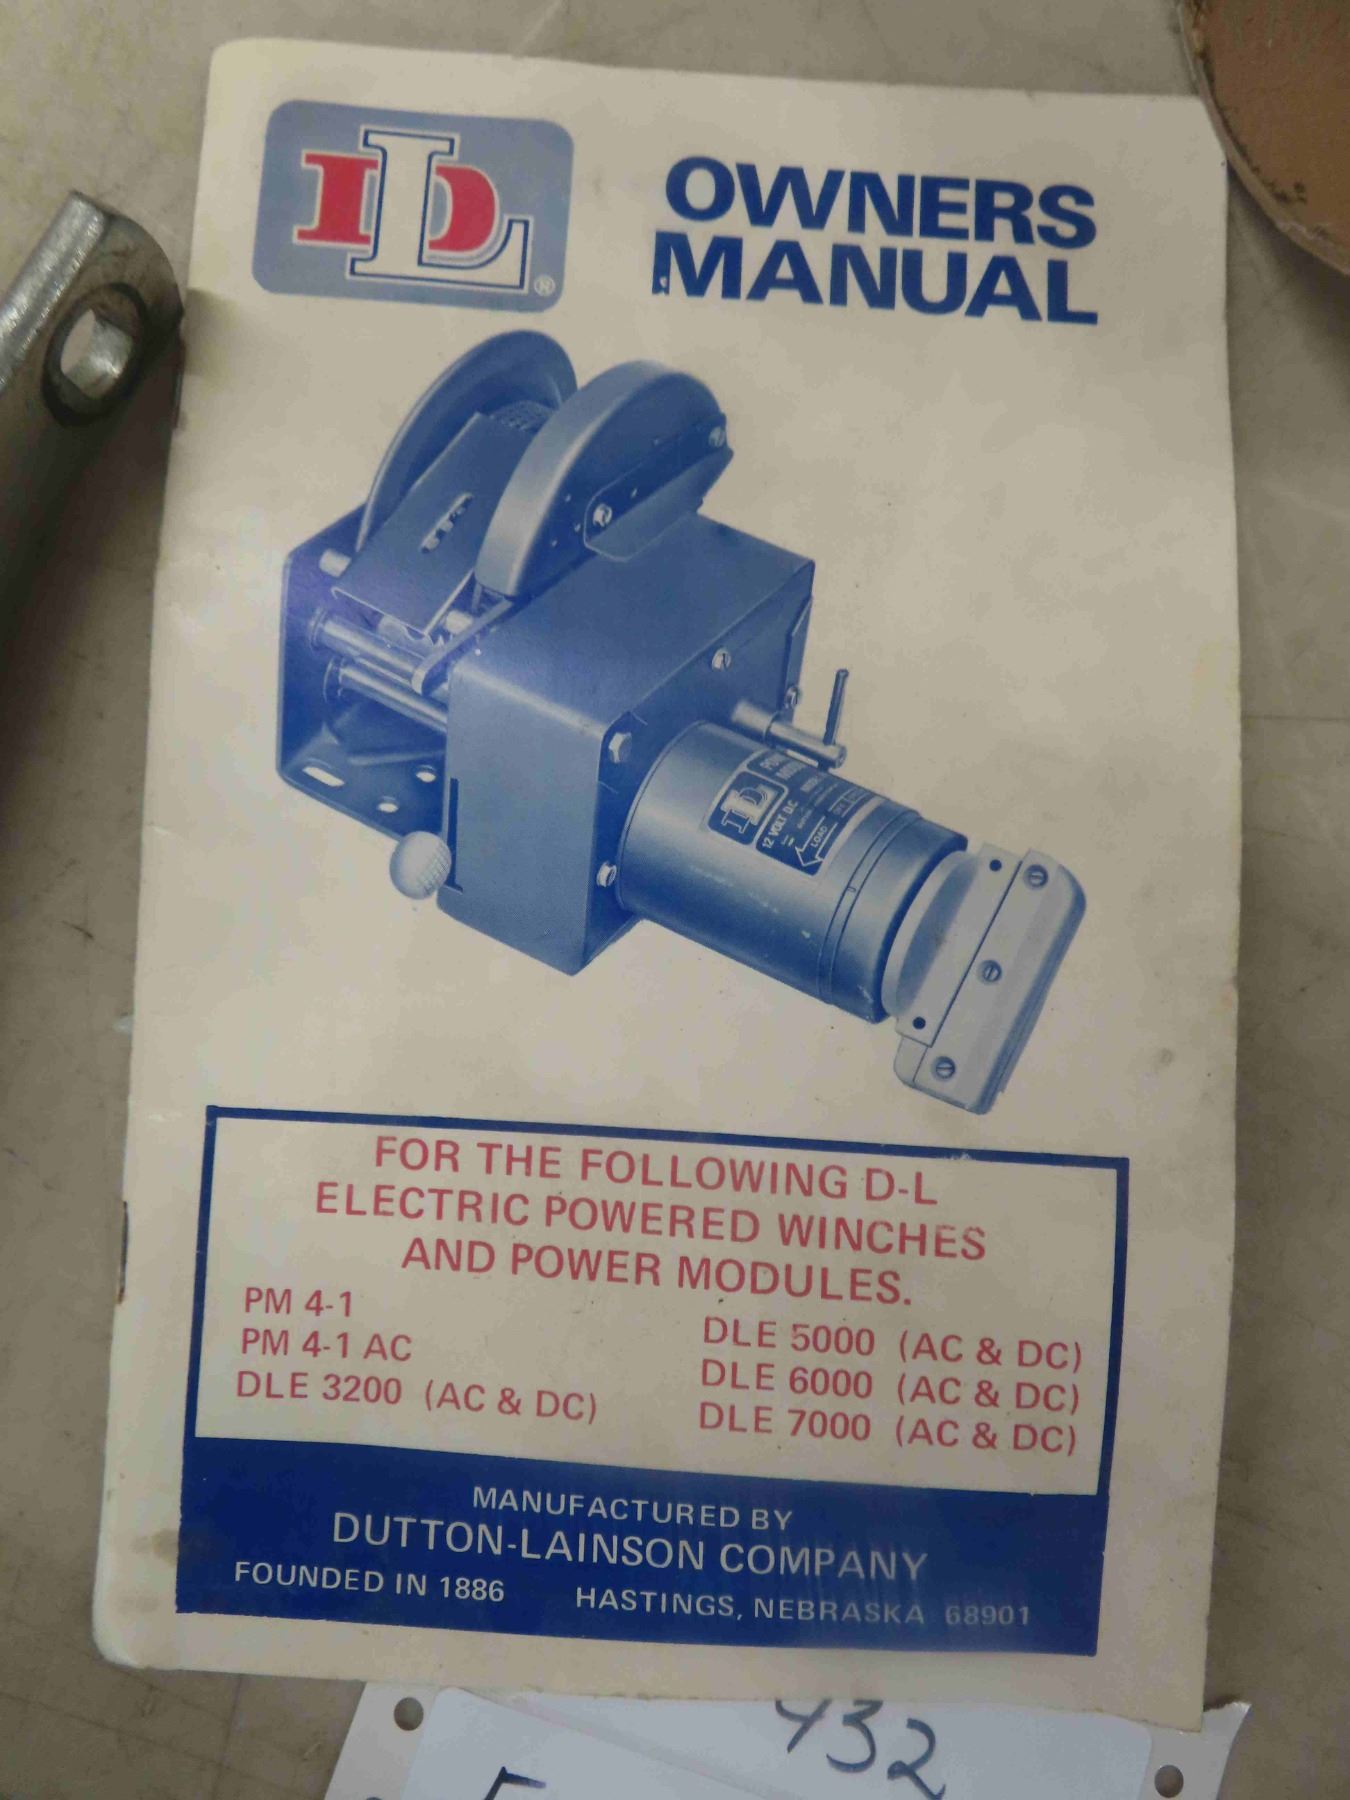 DL®
OWNERS
MANUAL
DL
12 VOLT D.C.
LOAD
FOR THE FOLLOWING D-L
ELECTRIC POWERED WINCHES
AND POWER MODULES.
PM 4-1
PM 4-1 AC
DLE 3200 (AC & DC)
DLE 5000 (AC & DC)
DLE 6000 (AC & DC)
DLE 7000 (AC & DC)
MANUFACTURED BY
DUTTON-LAINSON COMPANY
FOUNDED IN 1886 HASTINGS, NEBRASKA 68901
432